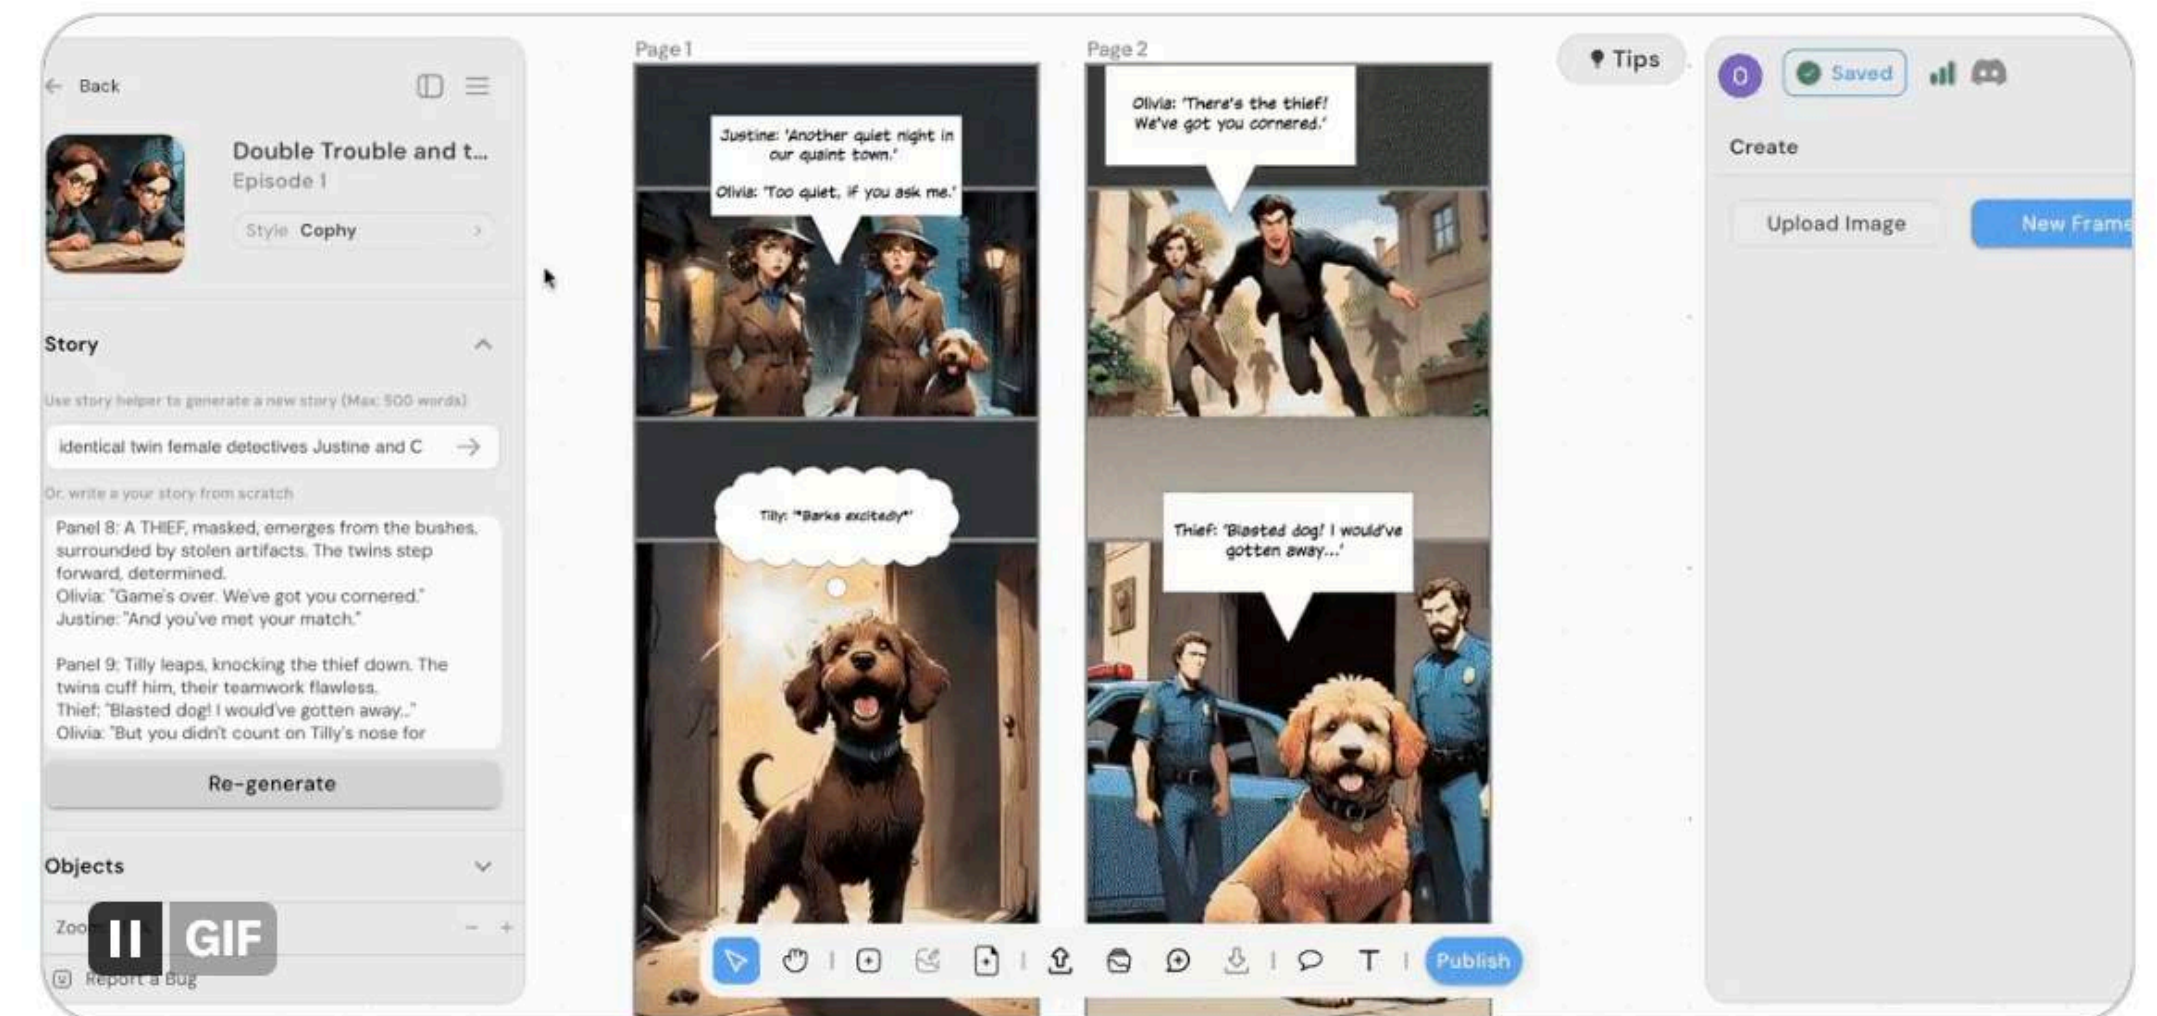 Back
Double Trouble and t...
Episode 1
Style Cophy
Story
Use story helper to generate a new story (Max: 500 words)
identical twin female detectives Justine and C
Or, write a your story from scratch
Panel 8: A THIEF, masked, emerges from the bushes,
surrounded by stolen artifacts. The twins step
forward, determined.
Olivia: "Game's over. We've got you cornered."
Justine: "And you've met your match."
Panel 9: Tilly leaps, knocking the thief down. The
twins cuff him, their teamwork flawless.
Thief: "Blasted dog! I would've gotten away..."
Olivia: "But you didn't count on Tilly's nose for
Re-generate
Objects
Zoo
GIF
Report a Bug
Page 1
Justine: 'Another quiet night in
our quaint town.'
Olivia: 'Too quiet, if you ask me.'
Tilly: '*Barks excitedly*'
Page 2
Olivia: 'There's the thief!
We've got you cornered.'
Thief: 'Blasted dog! I would've
gotten away...'
Publish
Tips
O
Saved
Create
Upload Image
New Frame